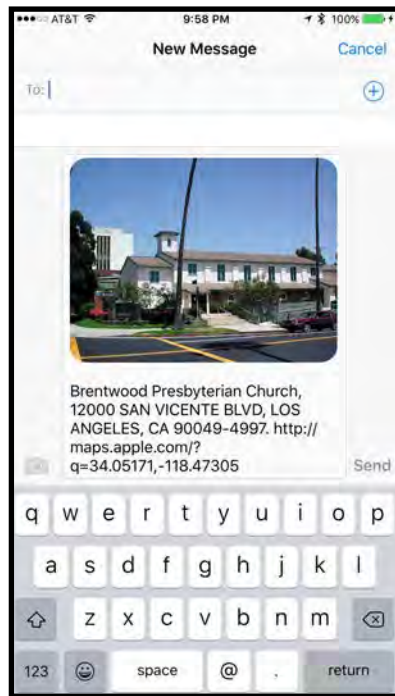 AT&T 9:58 PM 100%
New Message Cancel
To:
Brentwood Presbyterian Church,
12000 SAN VICENTE BLVD, LOS
ANGELES, CA 90049-4997. http://
maps.apple.com/?
q=34.05171,-118.47305
Send
q w e r t y u i o p
a s d f g h j k l
z x c v b n m
123 space @ . return